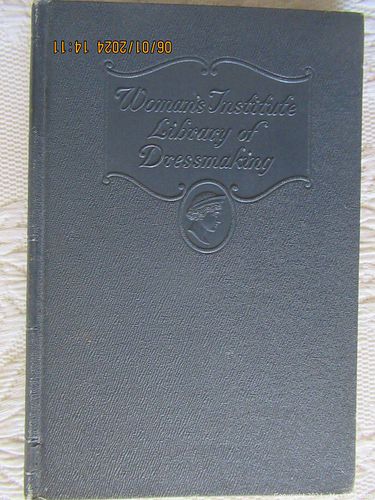 06/01/2024 14:11
Woman's Institute
Library of
Dressmaking